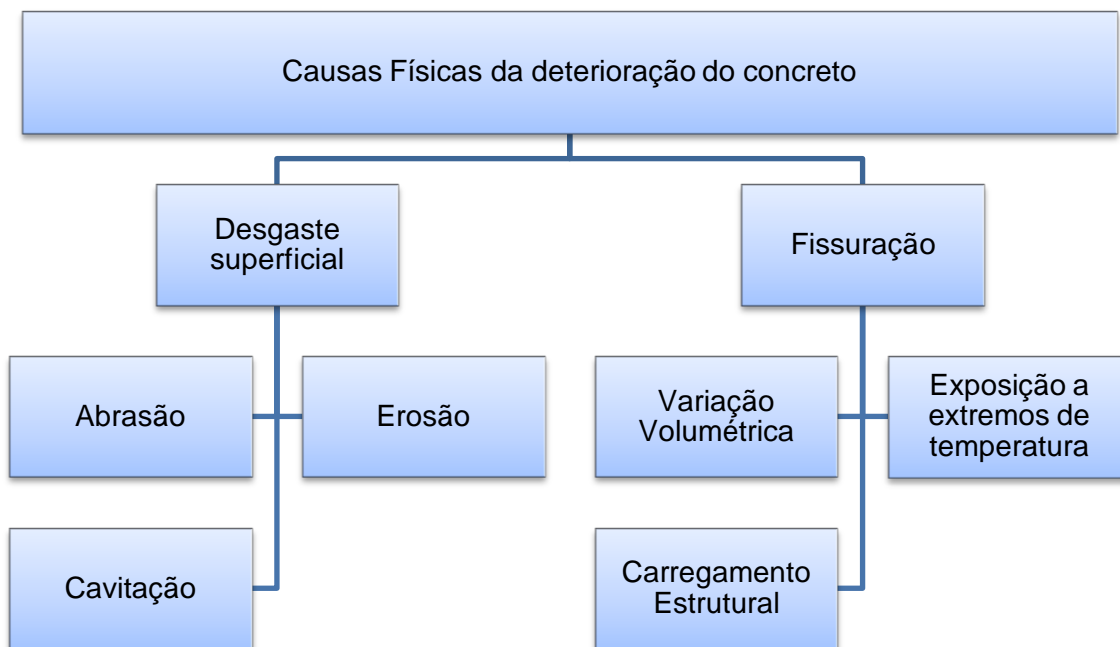 Causas Físicas da deterioração do concreto
Desgaste
superficial
Fissuração
Abrasão
Erosão
Variação
Volumétrica
Exposição a
extremos de
temperatura
Cavitação
Carregamento
Estrutural